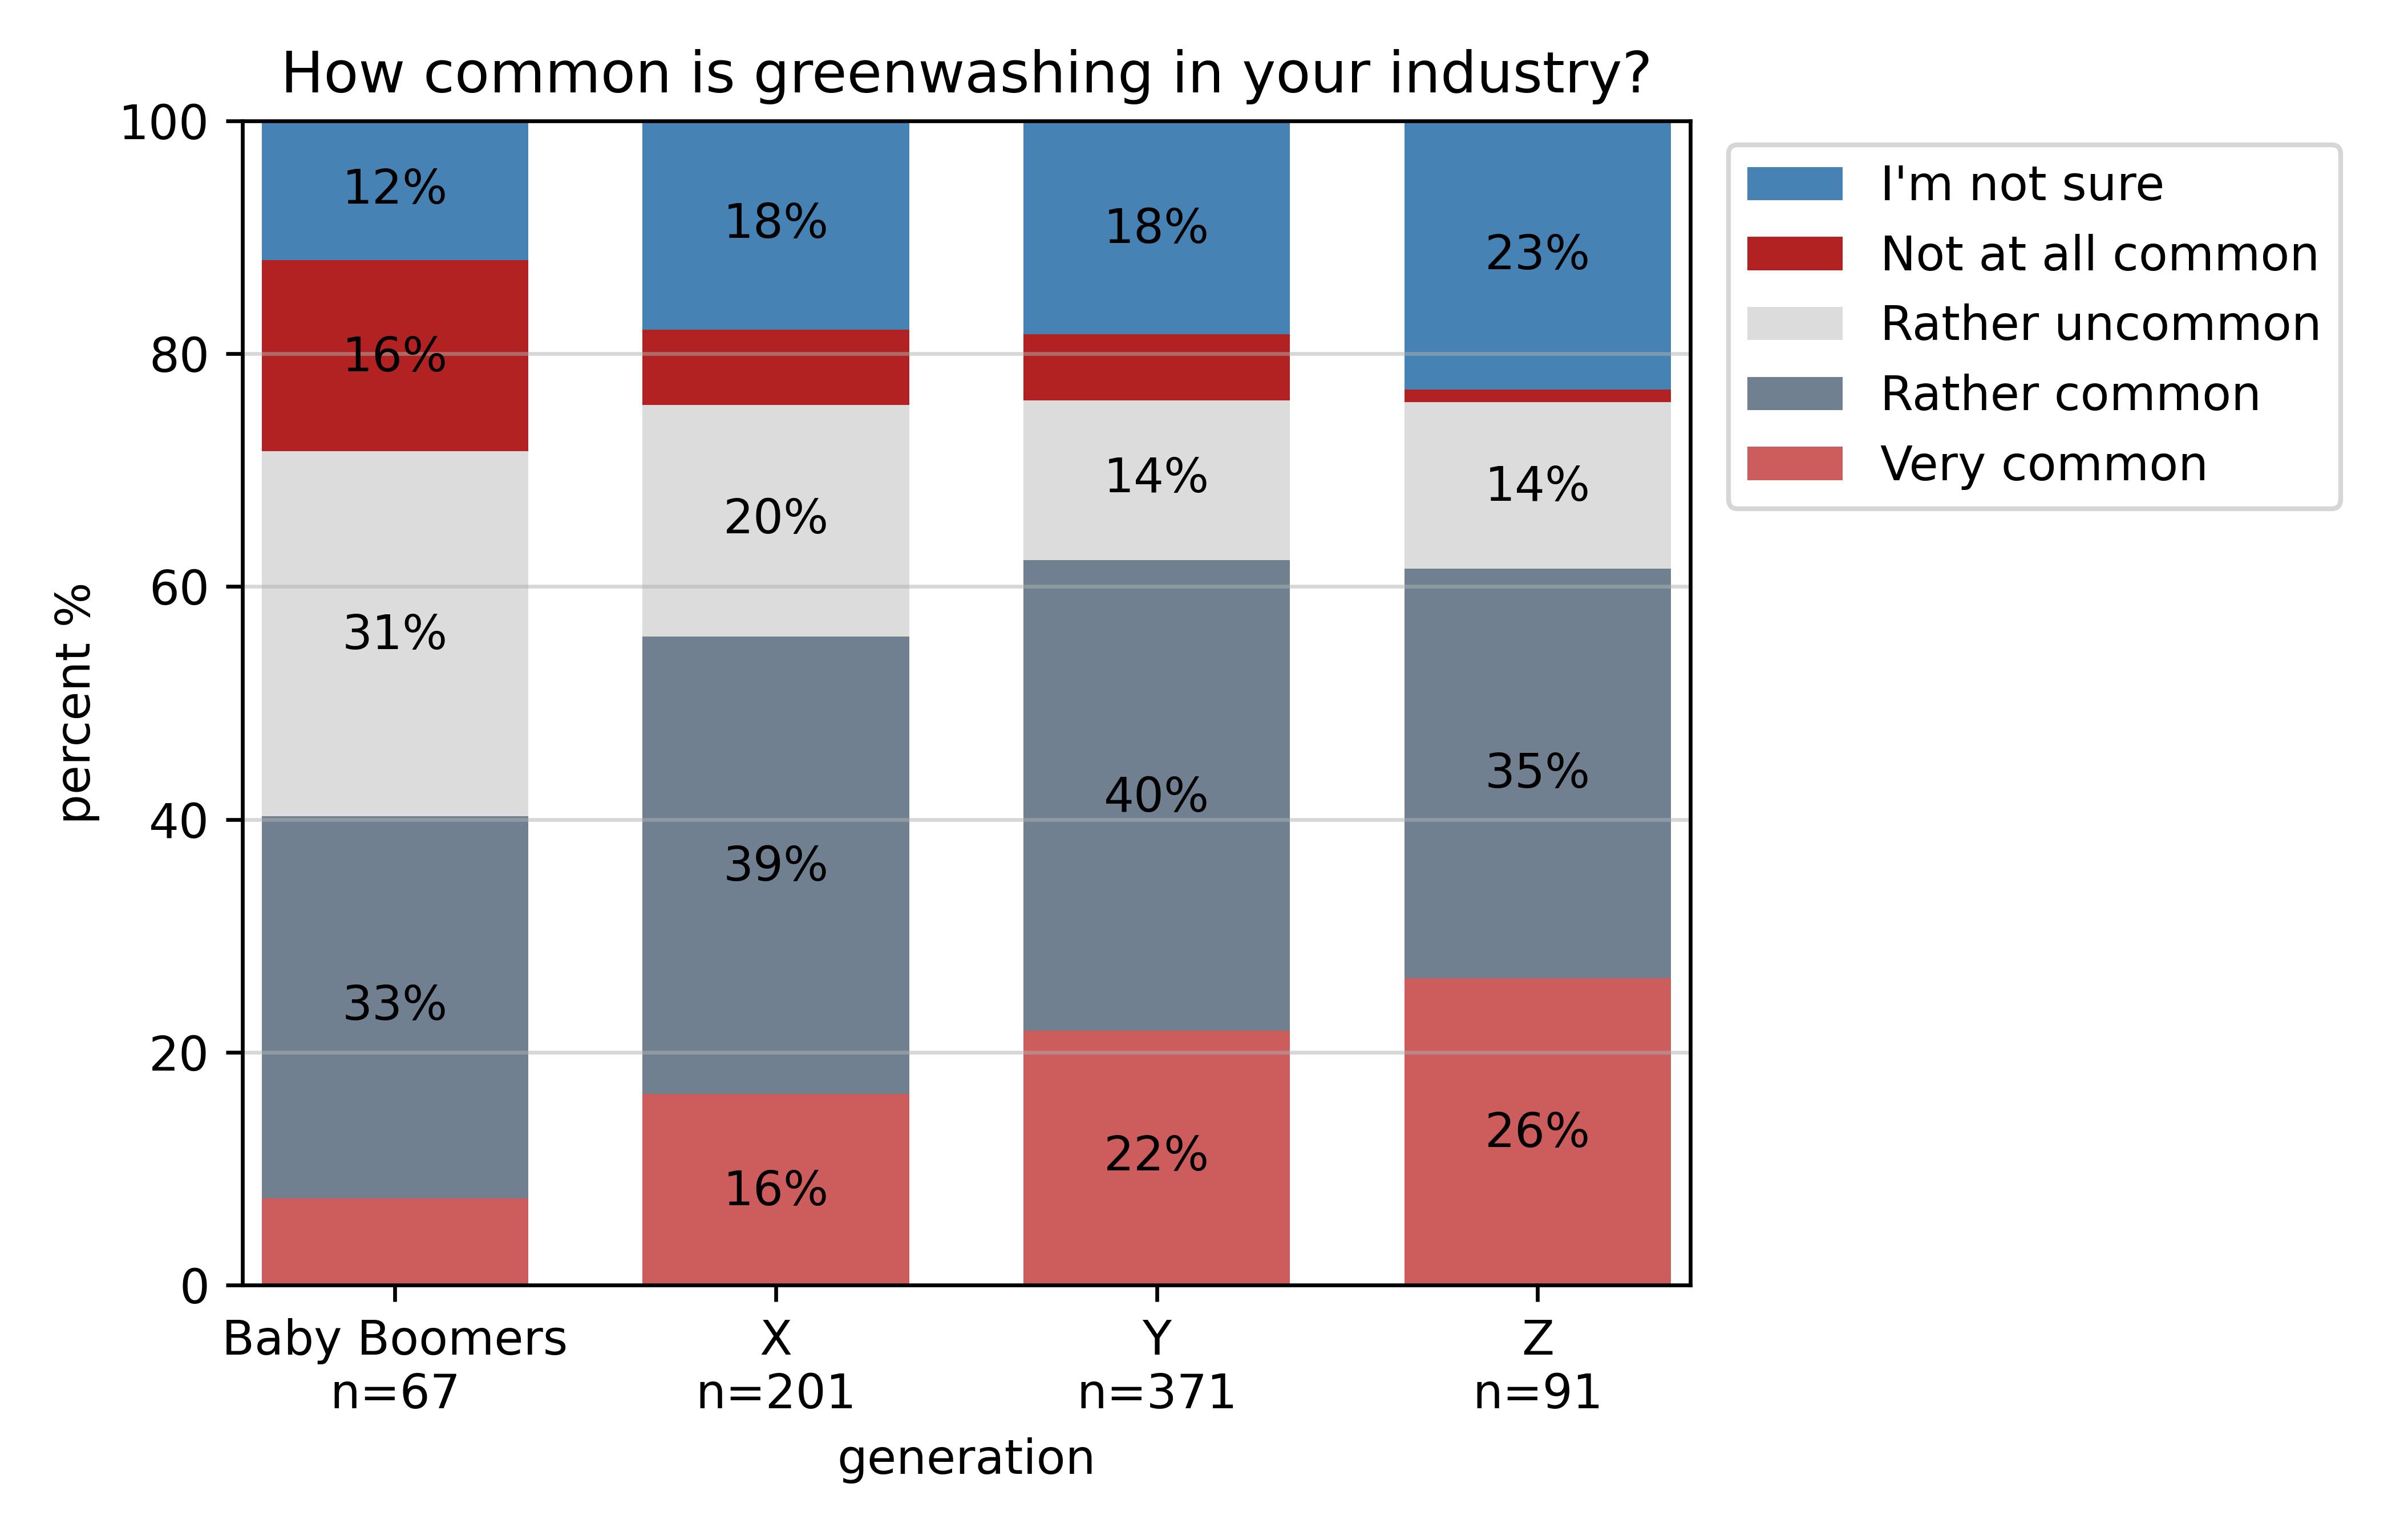 How common is greenwashing in your industry?
100
80
60
40
20
0
percent %
12%
16%
31%
33%
18%
20%
39%
16%
18%
14%
40%
22%
23%
14%
35%
26%
Baby Boomers
n=67
X
n=201
Y
n=371
Z
n=91
generation
I'm not sure
Not at all common
Rather uncommon
Rather common
Very common